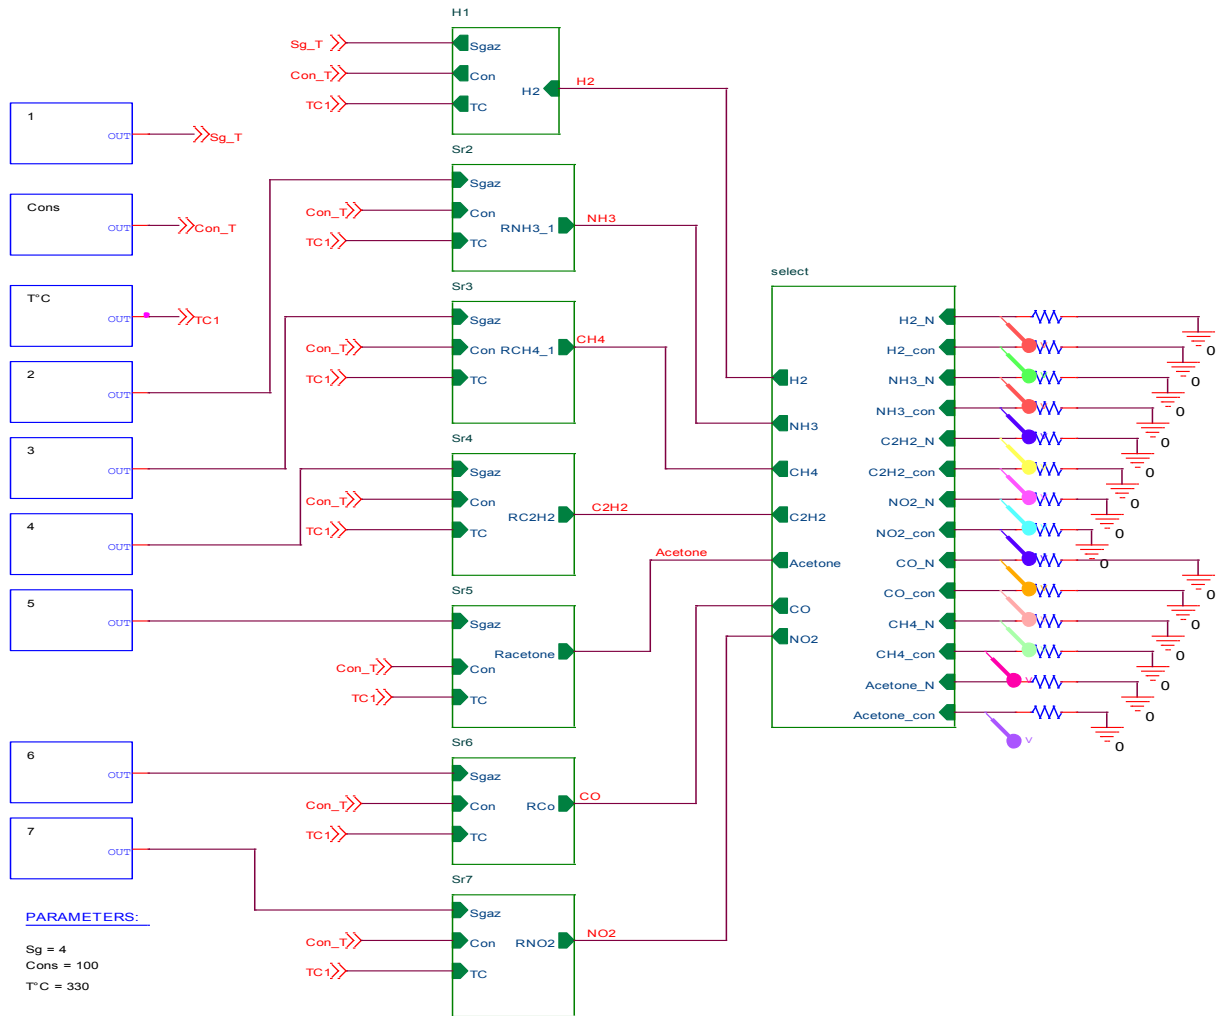 1
OUT
Sg_T
Cons
OUT
Con_T
T°C
OUT
TC1
2
OUT
3
OUT
4
OUT
5
OUT
6
OUT
7
OUT
PARAMETERS:
Sg = 4
Cons = 100
T°C = 330
H1
Sg_T
Sgaz
Con_T
Con
H2
H2
TC1
TC
Sr2
Sgaz
Con_T
Con
RNH3_1
NH3
TC1
TC
Sr3
Sgaz
Con_T
Con
RCH4_1
CH4
TC1
TC
Sr4
Sgaz
Con_T
Con
RC2H2
C2H2
TC1
TC
Sr5
Sgaz
Racetone
Acetone
Con_T
Con
TC1
TC
Sr6
Sgaz
Con_T
Con
RCo
CO
TC1
TC
Sr7
Sgaz
Con_T
Con
RNO2
NO2
TC1
TC
select
H2
NH3
CH4
C2H2
Acetone
CO
NO2
H2_N
0
H2_con
0
NH3_N
0
NH3_con
0
C2H2_N
0
C2H2_con
0
NO2_N
0
NO2_con
0
CO_N
0
CO_con
0
CH4_N
0
CH4_con
0
Acetone_N
V
0
Acetone_con
V
0